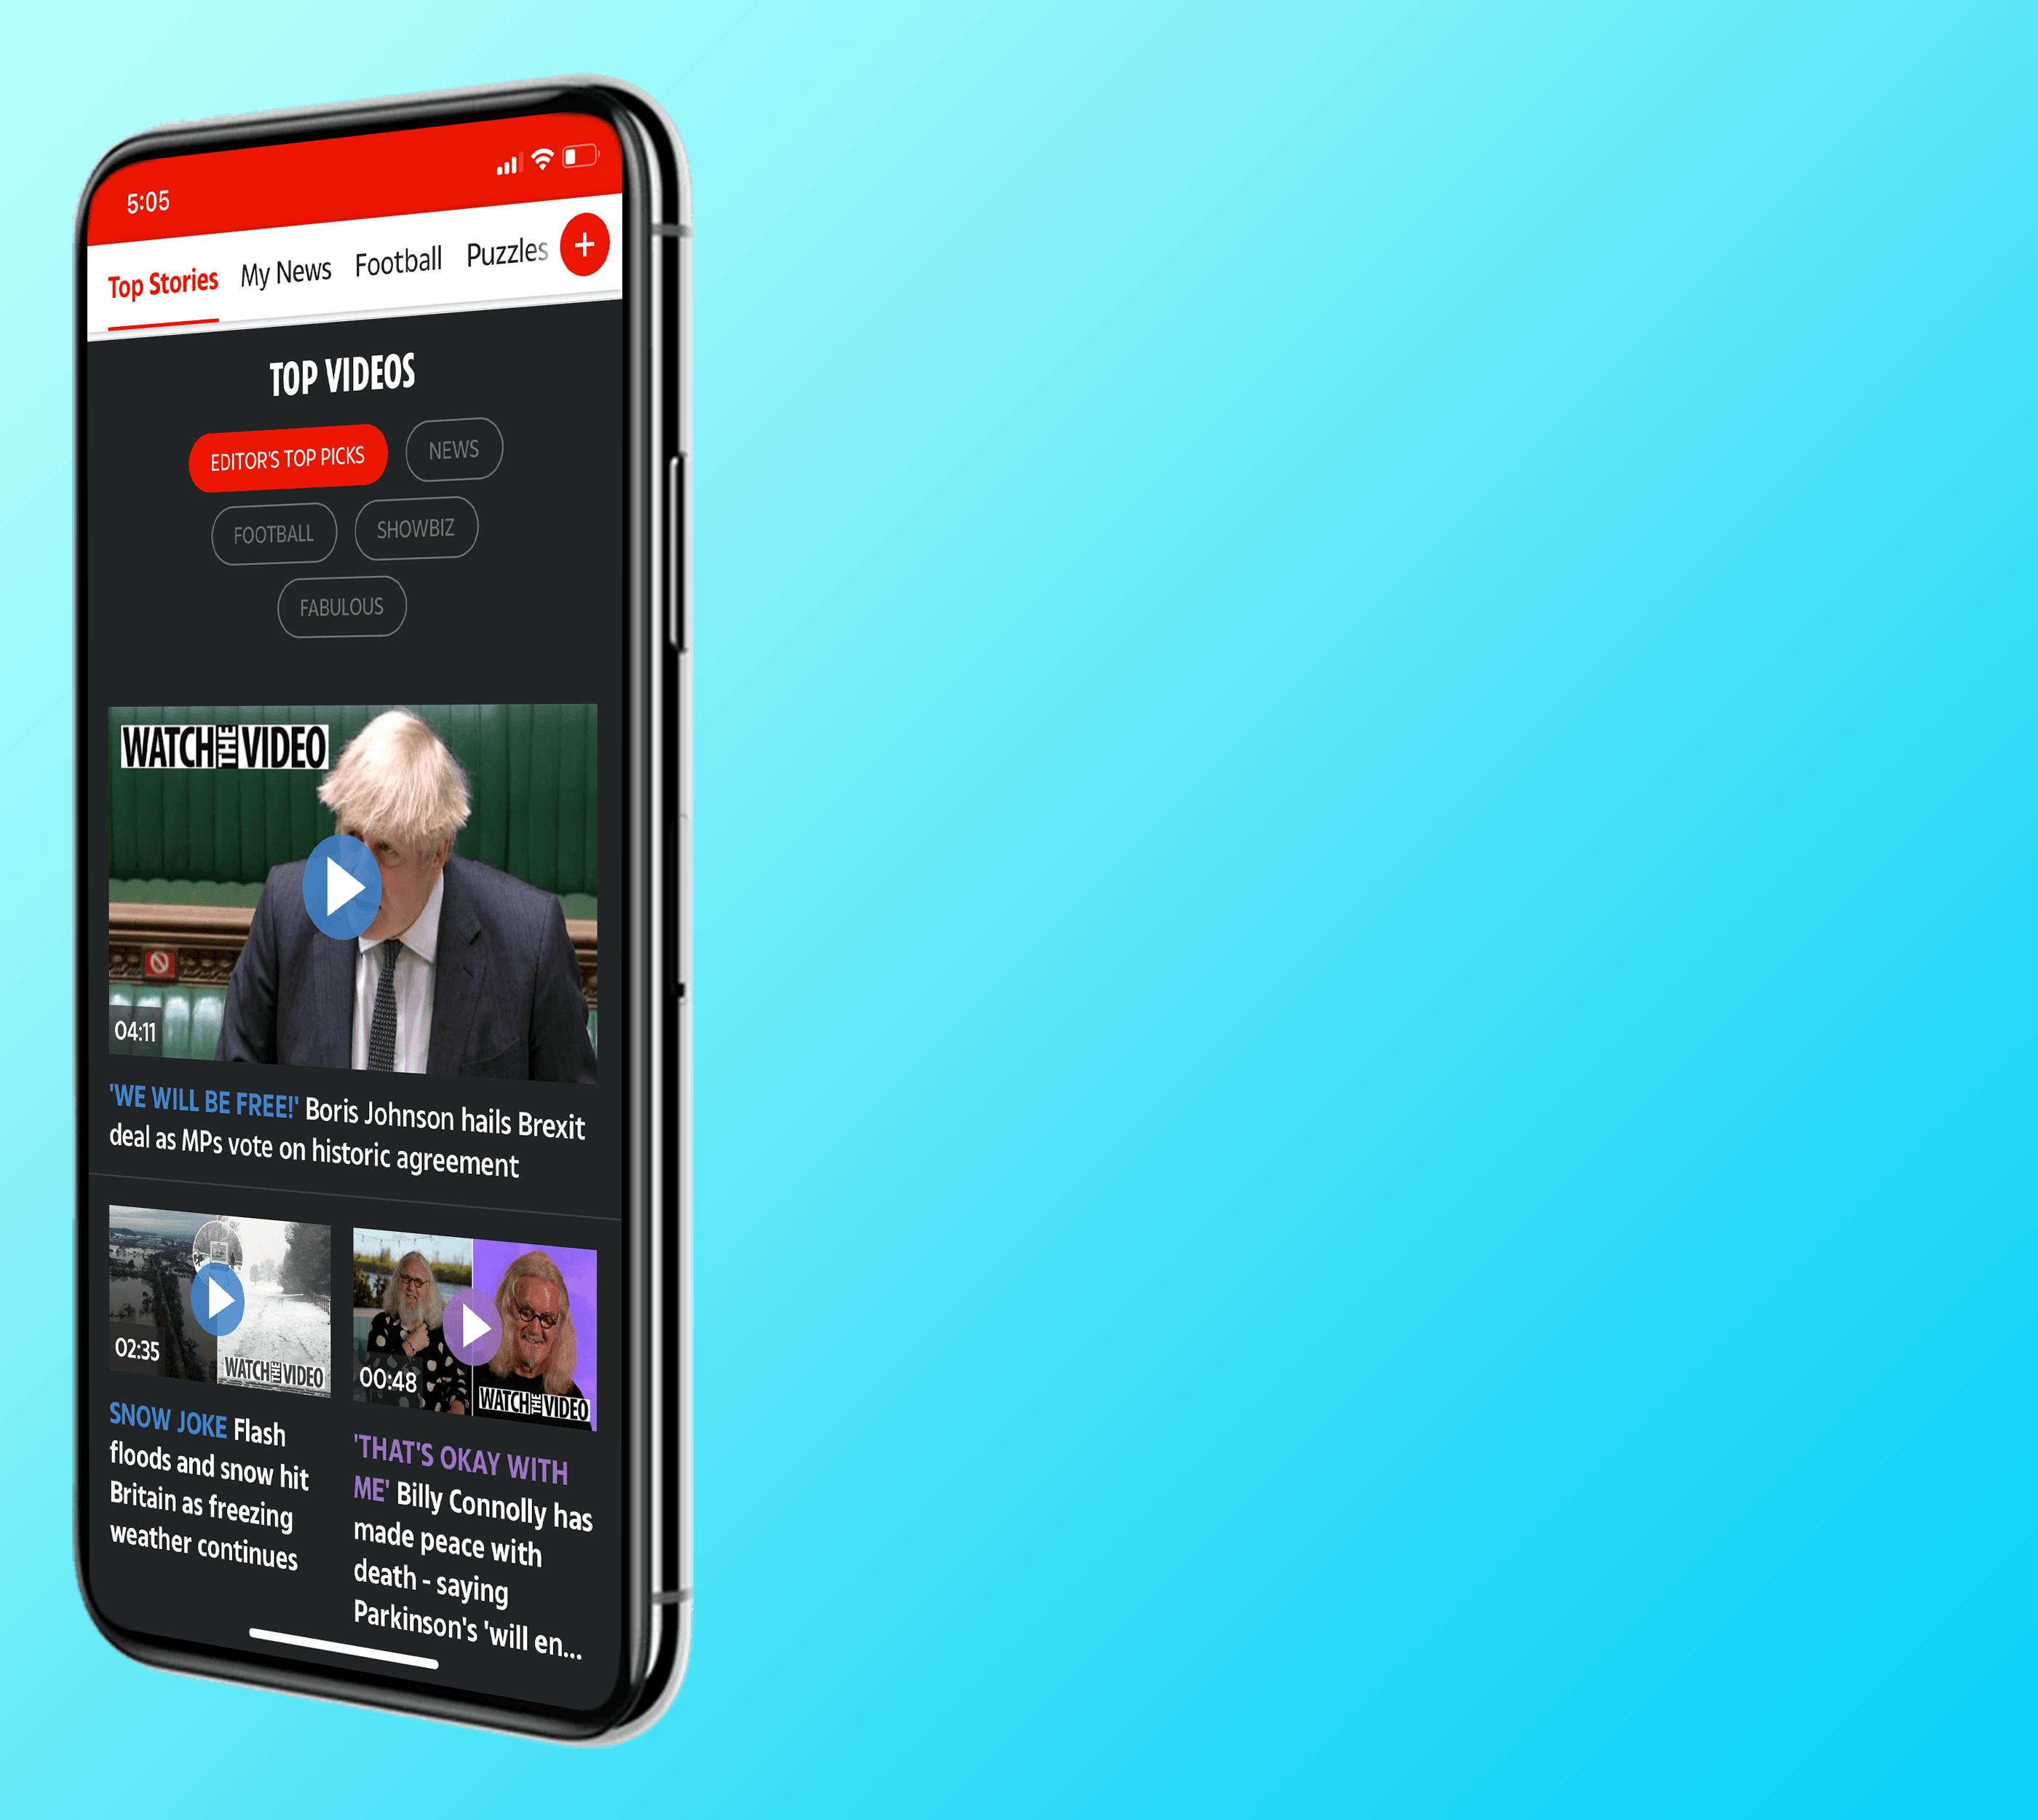 5:05
Top Stories My News Football Puzzles +
TOP VIDEOS
EDITOR'S TOP PICKS NEWS
FOOTBALL SHOWBIZ
FABULOUS
WATCH THE VIDEO
04:11
'WE WILL BE FREE!' Boris Johnson hails Brexit
deal as MPs vote on historic agreement
02:35
WATCH THE VIDEO
SNOW JOKE Flash
floods and snow hit
Britain as freezing
weather continues
00:48
WATCH THE VIDEO
'THAT'S OKAY WITH
ME' Billy Connolly has
made peace with
death - saying
Parkinson's 'will en...